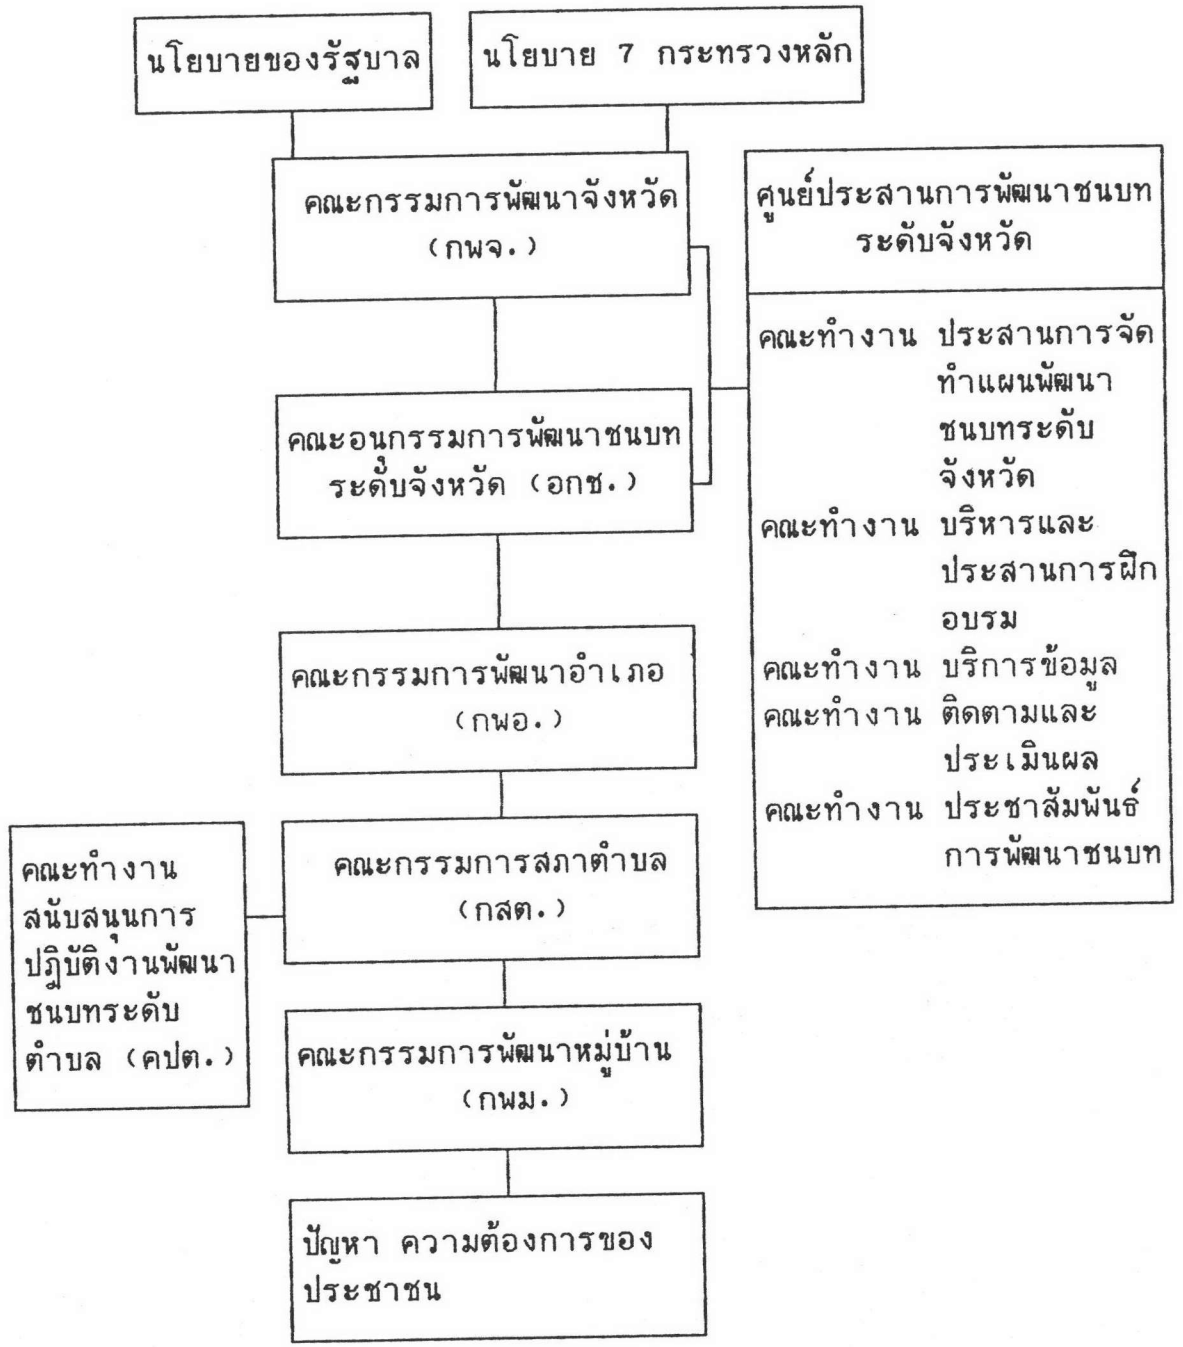 นโยบายของรัฐบาล
นโยบาย 7 กระทรวงหลัก
คณะกรรมการพัฒนาจังหวัด
(กพจ.)
ศูนย์ประสานการพัฒนาชนบท
ระดับจังหวัด
คณะทำงาน ประสานการจัด
ทำแผนพัฒนา
ชนบทระดับ
จังหวัด
คณะทำงาน บริหารและ
ประสานการฝึก
อบรม
คณะทำงาน บริการข้อมูล
คณะทำงาน ติดตามและ
ประเมินผล
คณะทำงาน ประชาสัมพันธ์
การพัฒนาชนบท
คณะอนุกรรมการพัฒนาชนบท
ระดับจังหวัด (อกช.)
คณะกรรมการพัฒนาอำเภอ
(กพอ.)
คณะกรรมการสภาตำบล
(กสต.)
คณะทำงาน
สนับสนุนการ
ปฎิบัติงานพัฒนา
ชนบทระดับ
ตำบล (คปต.)
คณะกรรมการพัฒนาหมู่บ้าน
(กพม.)
ปัญหา ความต้องการของ
ประชาชน